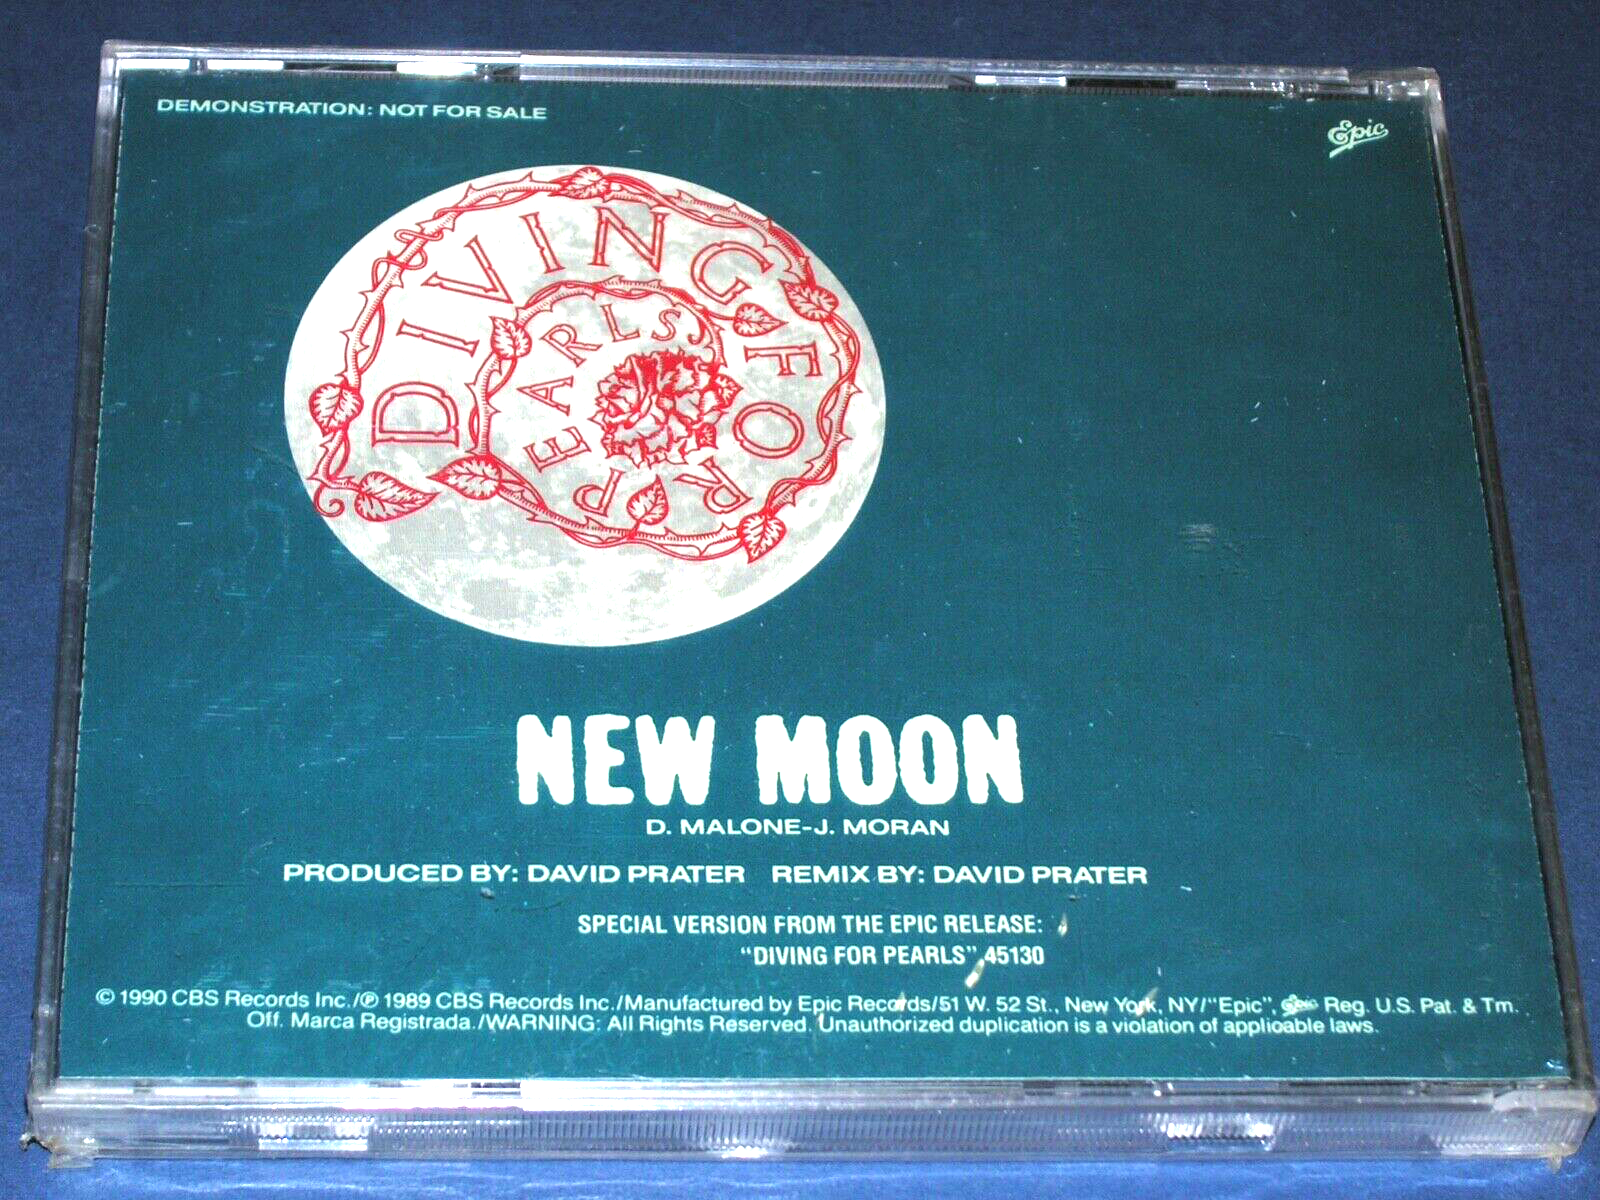 DEMONSTRATION: NOT FOR SALE
Epic
DIVING FOR PEARLS
NEW MOON
D. MALONE-J. MORAN
PRODUCED BY: DAVID PRATER REMIX BY: DAVID PRATER
SPECIAL VERSION FROM THE EPIC RELEASE:
"DIVING FOR PEARLS" 45130
© 1990 CBS Records Inc./℗ 1989 CBS Records Inc./Manufactured by Epic Records/51 W. 52 St., New York, NY/"Epic", Epic Reg. U.S. Pat. & Tm.
Off. Marca Registrada./WARNING: All Rights Reserved. Unauthorized duplication is a violation of applicable laws.